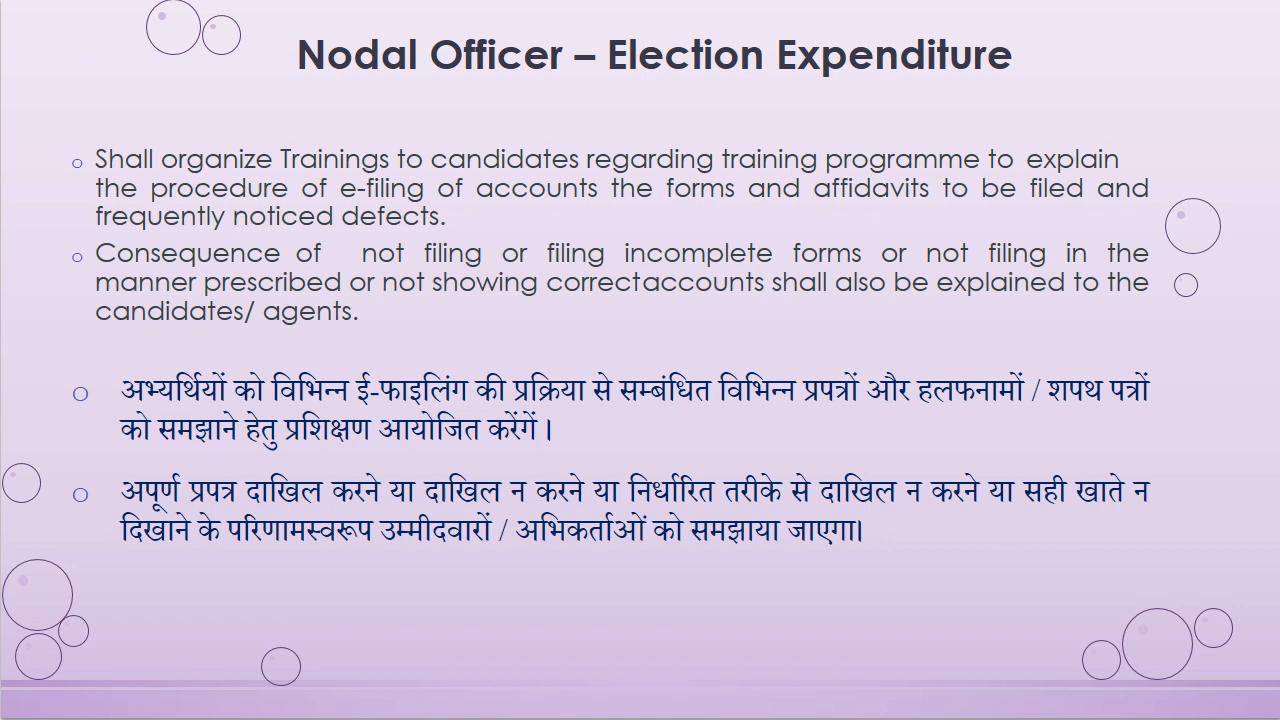 Nodal Officer – Election Expenditure
○ Shall organize Trainings to candidates regarding training programme to explain
the procedure of e-filing of accounts the forms and affidavits to be filed and
frequently noticed defects.
○ Consequence of not filing or filing incomplete forms or not filing in the
manner prescribed or not showing correctaccounts shall also be explained to the
candidates/ agents.
○ अभ्यर्थियों को विभिन्न ई-फाइलिंग की प्रक्रिया से सम्बंधित विभिन्न प्रपत्रों और हलफनामों / शपथ पत्रों
को समझाने हेतु प्रशिक्षण आयोजित करेंगें।
○ अपूर्ण प्रपत्र दाखिल करने या दाखिल न करने या निर्धारित तरीके से दाखिल न करने या सही खाते न
दिखाने के परिणामस्वरूप उम्मीदवारों / अभिकर्ताओं को समझाया जाएगा।